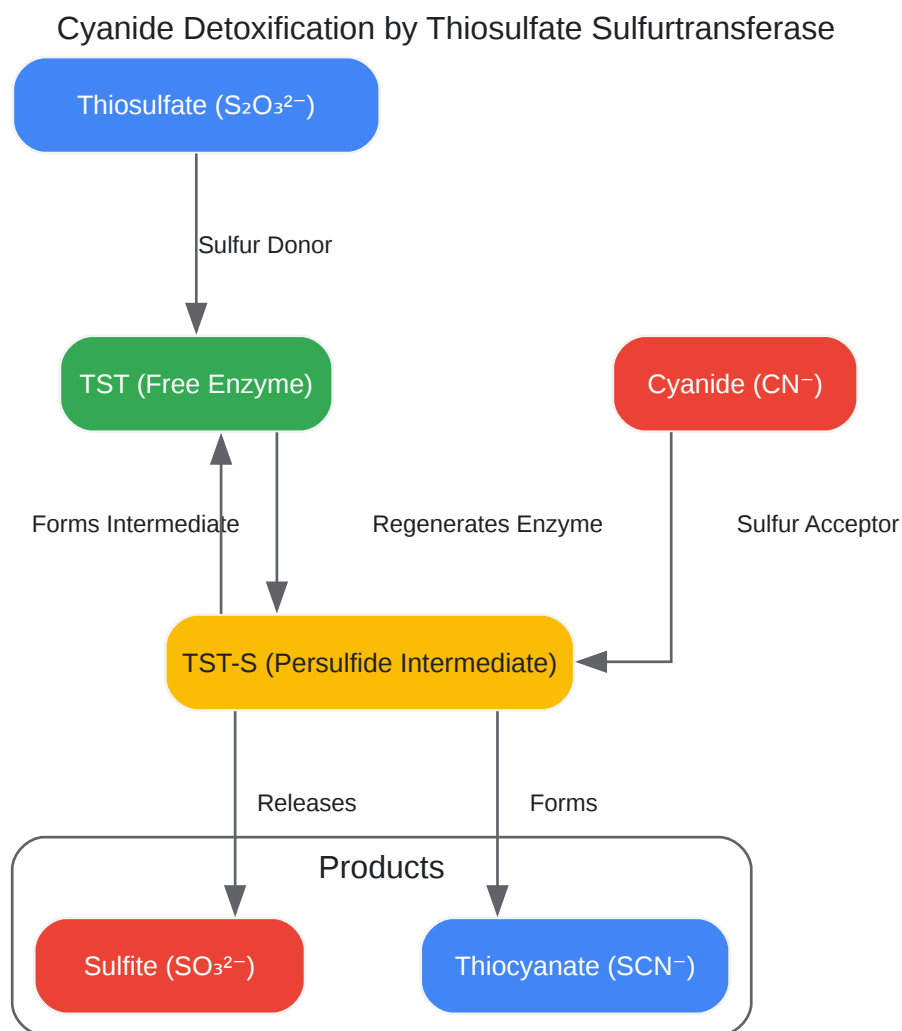 Cyanide Detoxification by Thiosulfate Sulfurtransferase
Thiosulfate (S₂O₃²⁻)
Sulfur Donor
TST (Free Enzyme)
Cyanide (CN⁻)
Forms Intermediate
Regenerates Enzyme
Sulfur Acceptor
TST-S (Persulfide Intermediate)
Releases
Forms
Products
Sulfite (SO₃²⁻)
Thiocyanate (SCN⁻)